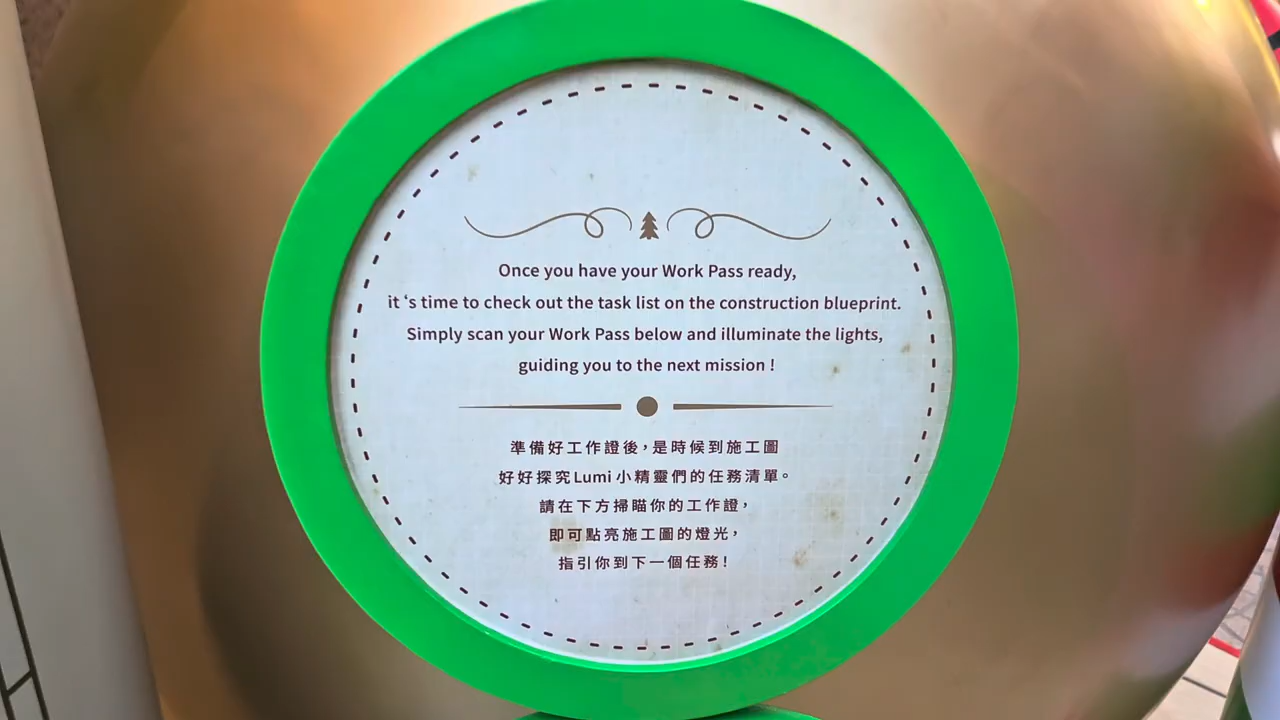 Once you have your Work Pass ready,
it ‘s time to check out the task list on the construction blueprint.
Simply scan your Work Pass below and illuminate the lights,
guiding you to the next mission !
準備好工作證後，是時候到施工圖
好好探究Lumi 小精靈們的任務清單。
請在下方掃瞄你的工作證，
即可點亮施工圖的燈光，
指引你到下一個任務！